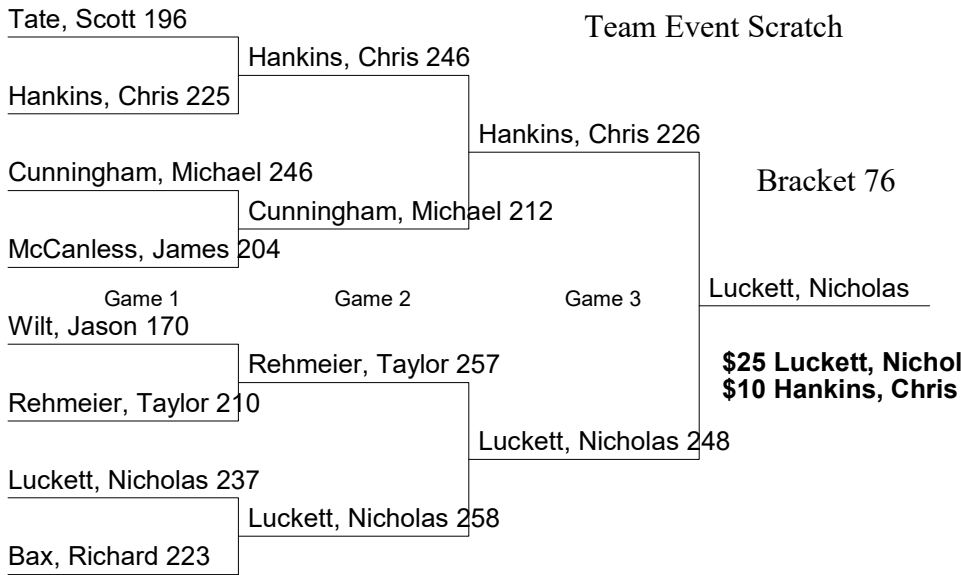 Tate, Scott 196
Team Event Scratch
Hankins, Chris 246
Hankins, Chris 225
Hankins, Chris 226
Cunningham, Michael 246
Bracket 76
Cunningham, Michael 212
McCanless, James 204
Game 1
Game 2
Game 3
Luckett, Nicholas
Wilt, Jason 170
Rehmeier, Taylor 257
$25 Luckett, Nichol
$10 Hankins, Chris
Rehmeier, Taylor 210
Luckett, Nicholas 248
Luckett, Nicholas 237
Luckett, Nicholas 258
Bax, Richard 223